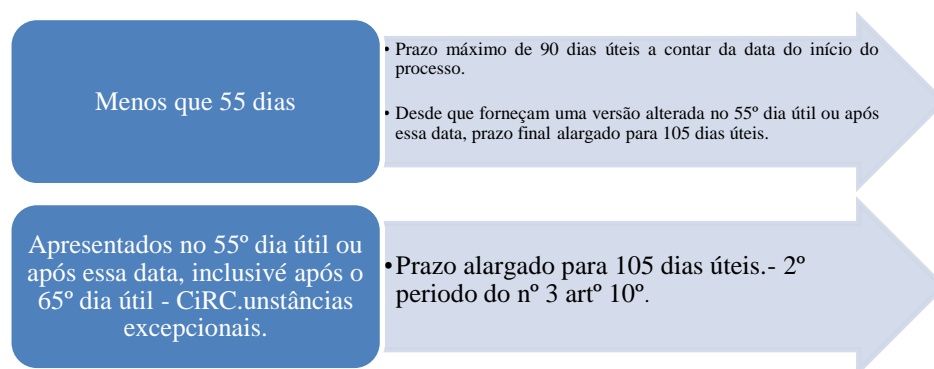 Menos que 55 dias
• Prazo máximo de 90 dias úteis a contar da data do início do
processo.
• Desde que forneçam uma versão alterada no 55º dia útil ou após
essa data, prazo final alargado para 105 dias úteis.
Apresentados no 55º dia útil ou
após essa data, inclusivé após o
65º dia útil - CiRC.unstâncias
excepcionais.
•Prazo alargado para 105 dias úteis.- 2º
periodo do nº 3 artº 10º.